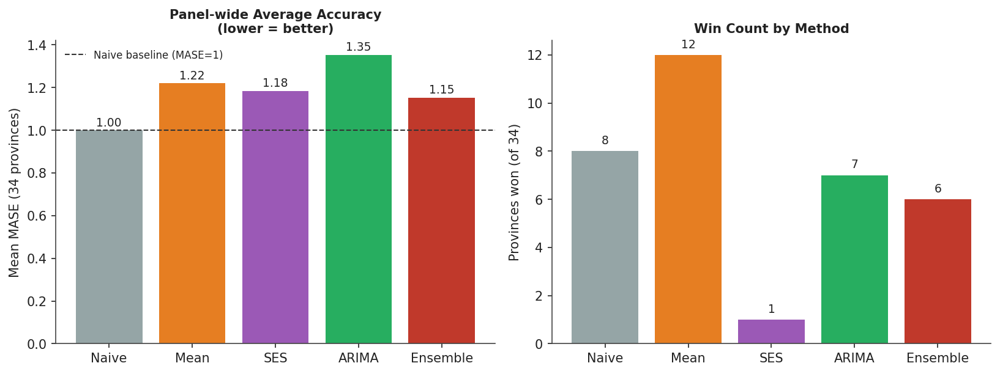 Panel-wide Average Accuracy
(lower = better)
Naive baseline (MASE=1)
Mean MASE (34 provinces)
1.4
1.2
1.0
0.8
0.6
0.4
0.2
0.0
1.00
1.22
1.18
1.35
1.15
Naive
Mean
SES
ARIMA
Ensemble
Win Count by Method
Provinces won (of 34)
12
10
8
6
4
2
0
8
12
1
7
6
Naive
Mean
SES
ARIMA
Ensemble